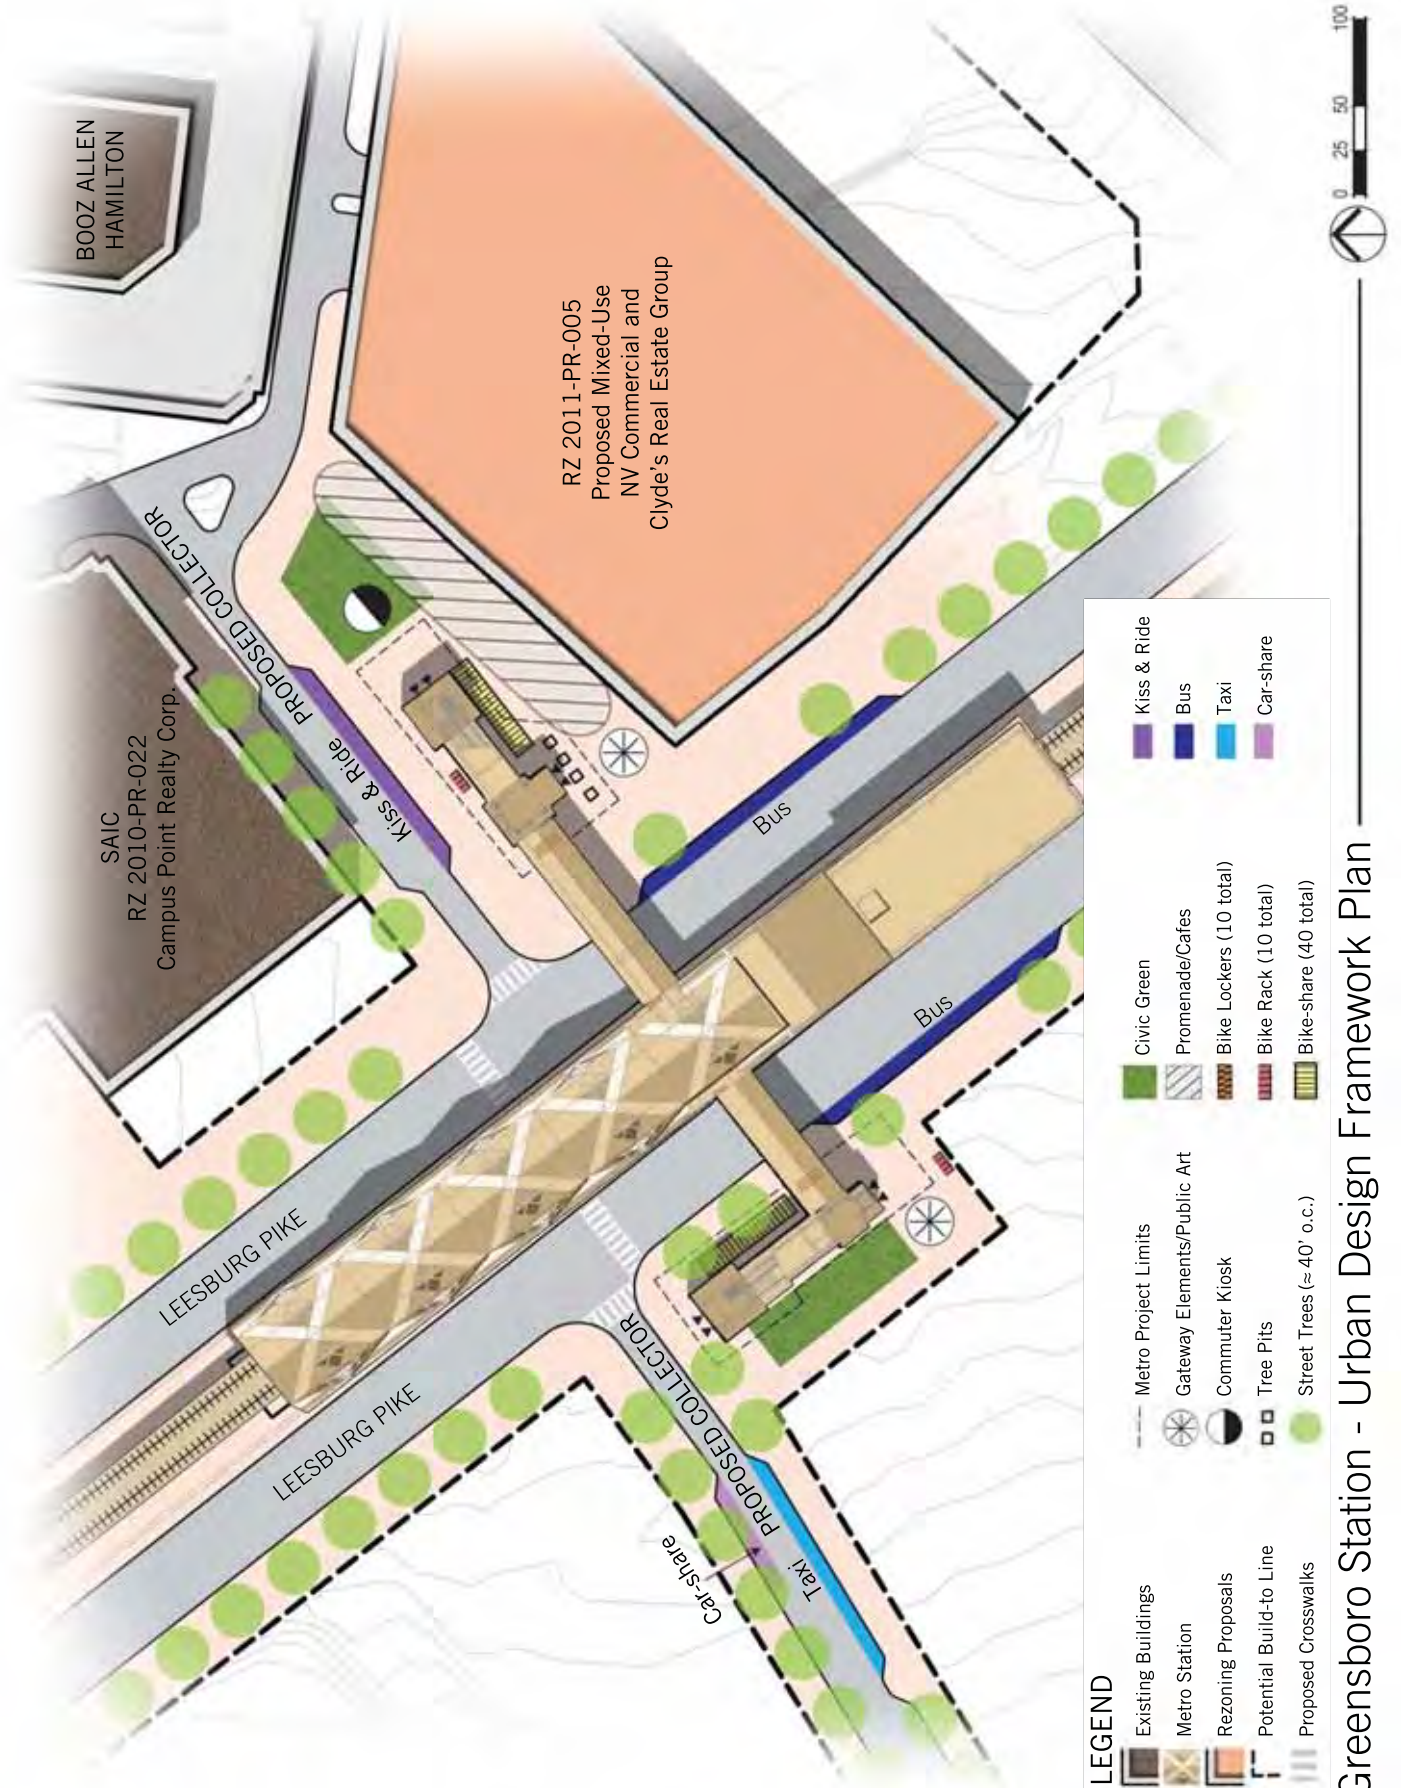 BOOZ ALLEN
HAMILTON
SAIC
RZ 2010-PR-022
Campus Point Realty Corp.
RZ 2011-PR-005
Proposed Mixed-Use
NV Commercial and
Clyde's Real Estate Group
PROPOSED COLLECTOR
Kiss & Ride
Bus
Bus
LEESBURG PIKE
LEESBURG PIKE
PROPOSED COLLECTOR
Car-share
Taxi
LEGEND
Existing Buildings
Metro Station
Rezoning Proposals
Potential Build-to Line
Proposed Crosswalks
Metro Project Limits
Gateway Elements/Public Art
Commuter Kiosk
Tree Pits
Street Trees (≈ 40' o.c.)
Civic Green
Promenade/Cafes
Bike Lockers (10 total)
Bike Rack (10 total)
Bike-share (40 total)
Kiss & Ride
Bus
Taxi
Car-share
Greensboro Station - Urban Design Framework Plan
0 25 50 100